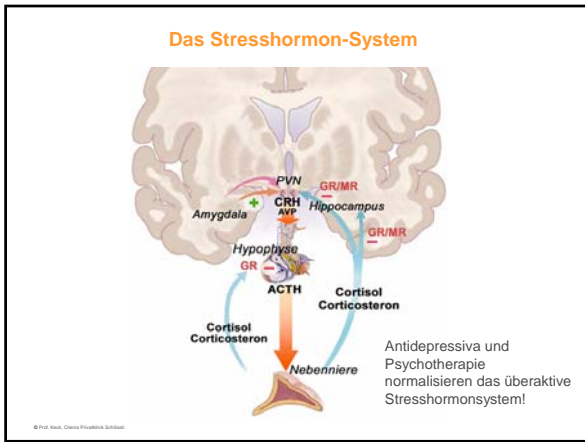 Das Stresshormon-System
PVN
GR/MR
CRH
AVP
Hippocampus
Amygdala
+
GR/MR
Hypophyse
GR
ACTH
Cortisol
Corticosteron
Cortisol
Corticosteron
Nebenniere
Antidepressiva und
Psychotherapie
normalisieren das überaktive
Stresshormonsystem!
© Prof. Keck, Clienia Privatklinik Schlössli